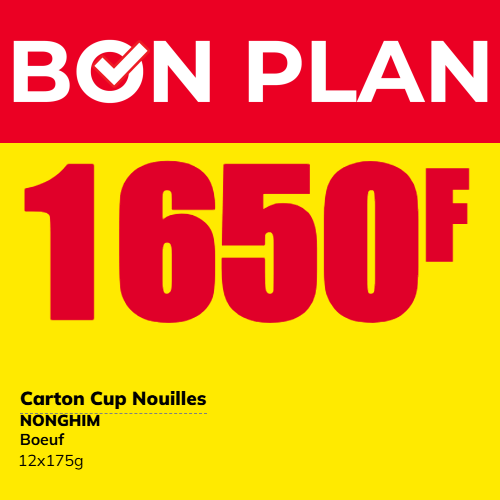 BON PLAN
1650F
Carton Cup Nouilles
NONGHIM
Boeuf
12x175g